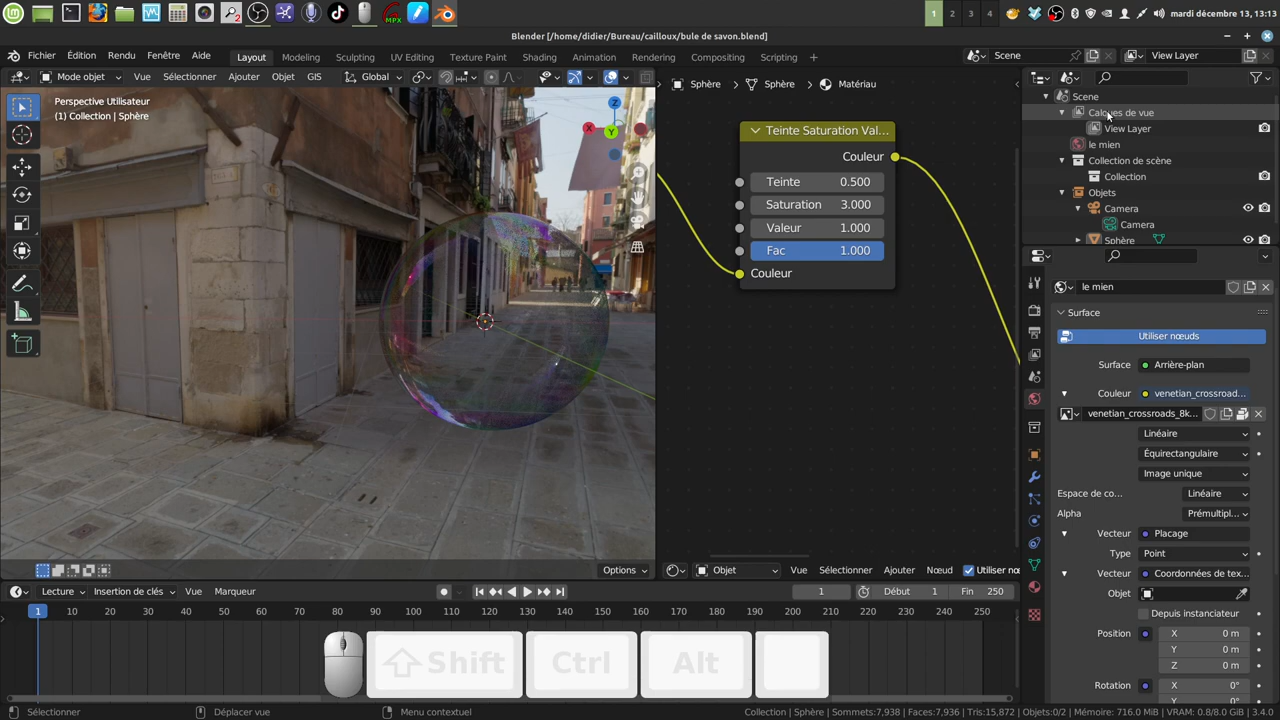 mardi décembre 13, 13:13
1 2 3 4
Blender [/home/didier/Bureau/cailloux/bule de savon.blend]
Fichier Édition Rendu Fenêtre Aide
Layout Modeling Sculpting UV Editing Texture Paint Shading Animation Rendering Compositing Scripting
Scene
View Layer
Mode objet Vue Sélectionner Ajouter Objet GIS Global
Perspective Utilisateur
(1) Collection | Sphère
Z
Y
X
Options
Sphère Sphère Matériau
Teinte Saturation Val...
Couleur
Teinte 0.500
Saturation 3.000
Valeur 1.000
Fac 1.000
Couleur
Objet Vue Sélectionner Ajouter Nœud Utiliser nœ
Scene
Calques de vue
View Layer
le mien
Collection de scène
Collection
Objets
Camera
Camera
Sphère
le mien
Surface
Utiliser nœuds
Surface Arrière-plan
Couleur venetian_crossroad...
venetian_crossroads_8k...
Linéaire
Équirectangulaire
Image unique
Espace de co... Linéaire
Alpha Prémultipl...
Vecteur Placage
Type Point
Vecteur Coordonnées de tex...
Objet
Depuis instanciateur
Position X 0 m
Y 0 m
Z 0 m
Rotation X 0°
Y 0°
Lecture Insertion de clés Vue Marqueur
1 Début 1 Fin 250
1 10 20 30 40 50 60 70 80 90 100 110 120 130 140 150 160 170 180 190 200 210 220 230 240 250
Shift Ctrl Alt
Sélectionner Déplacer vue Menu contextuel
Collection | Sphère | Sommets:7,938 | Faces:7,936 | Tris:15,872 | Objets:0/2 | Mémoire: 716.0 MiB | VRAM: 0.8/8.0 GiB | 3.4.0